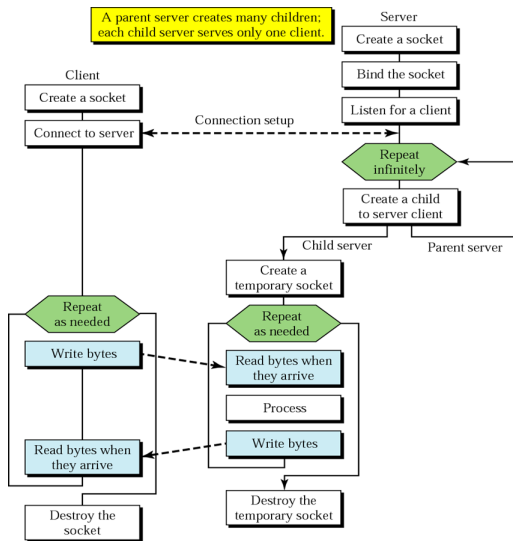 A parent server creates many children;
each child server serves only one client.
Server
Create a socket
Bind the socket
Listen for a client
Client
Create a socket
Connect to server
Connection setup
Repeat
infinitely
Create a child
to server client
Child server
Parent server
Create a
temporary socket
Repeat
as needed
Write bytes
Read bytes when
they arrive
Destroy the
socket
Repeat
as needed
Read bytes when
they arrive
Process
Write bytes
Destroy the
temporary socket